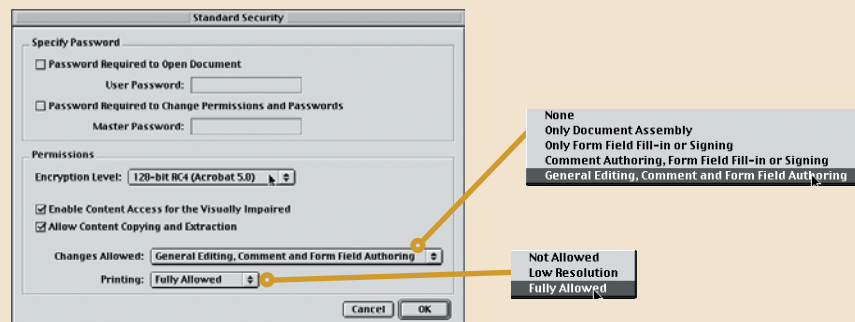 Standard Security
Specify Password
Password Required to Open Document
User Password:
Password Required to Change Permissions and Passwords
Master Password:
Permissions
Encryption Level: 128-bit RC4 (Acrobat 5.0)
Enable Content Access for the Visually Impaired
Allow Content Copying and Extraction
Changes Allowed: General Editing, Comment and Form Field Authoring
Printing: Fully Allowed
Cancel OK
None
Only Document Assembly
Only Form Field Fill-in or Signing
Comment Authoring, Form Field Fill-in or Signing
General Editing, Comment and Form Field Authoring
Not Allowed
Low Resolution
Fully Allowed